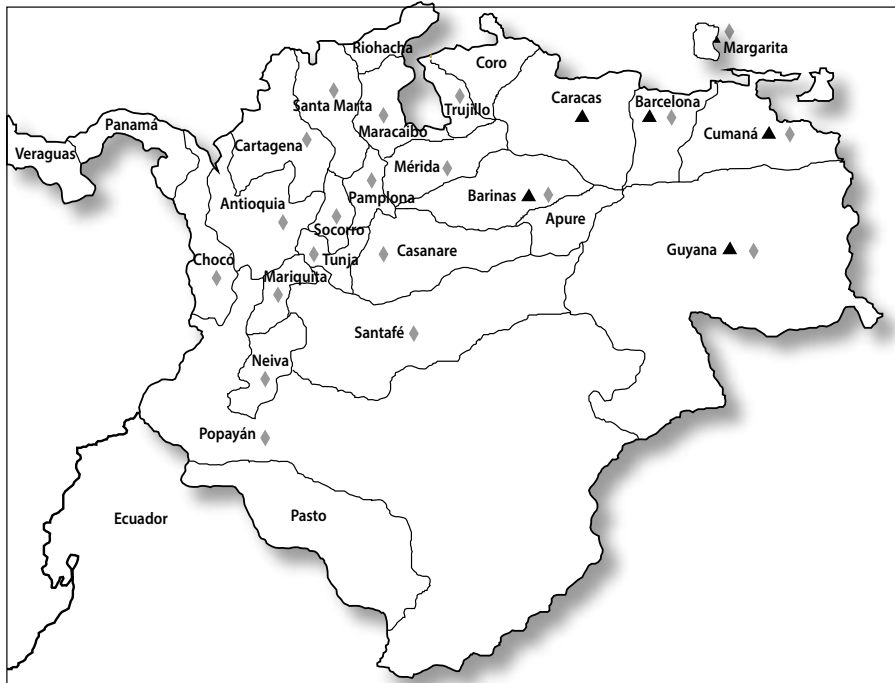 Riohacha
Margarita
Coro
Caracas
Barcelona
Santa Marta
Trujillo
Panamá
Maracaibo
Cumaná
Cartagena
Veraguas
Mérida
Pamplona
Barinas
Antioquia
Apure
Socorro
Casanare
Guyana
Chocó
Tunja
Mariquita
Santafé
Neiva
Popayán
Pasto
Ecuador